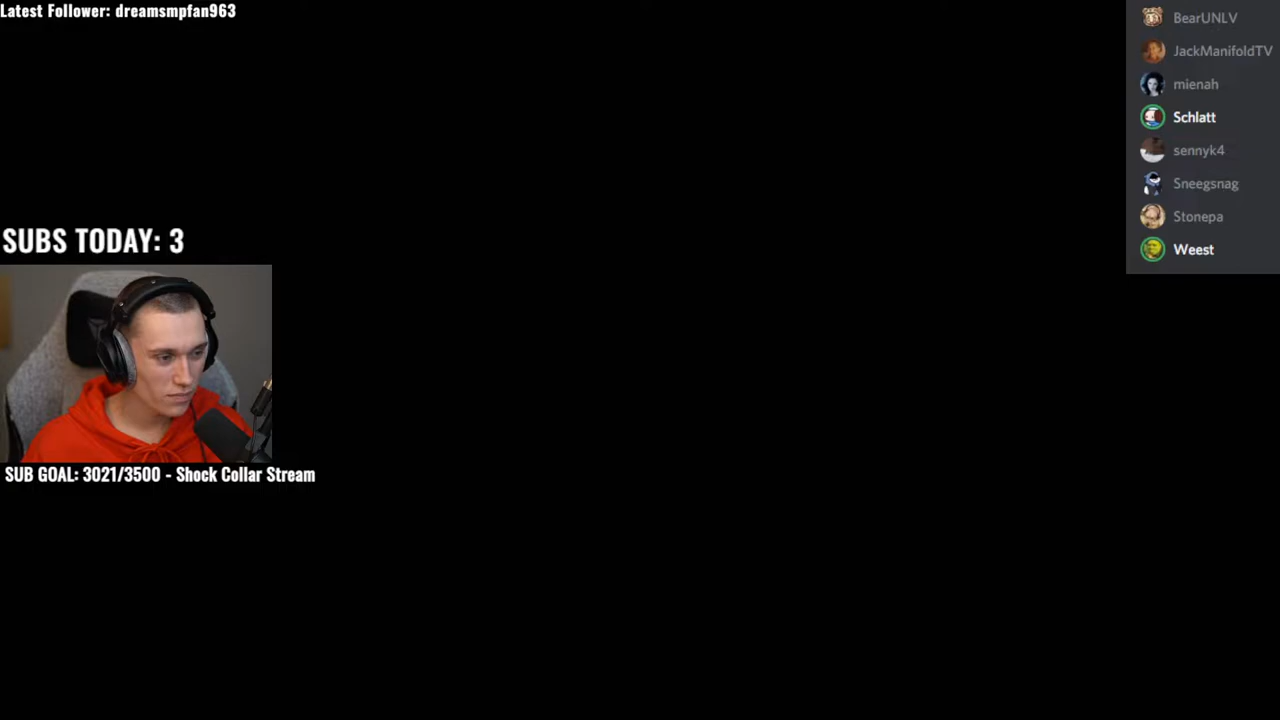 Latest Follower: dreamsmpfan963
BearUNLV
JackManifoldTV
mienah
Schlatt
sennyk4
Sneegsnag
Stonepa
Weest
SUBS TODAY: 3
SUB GOAL: 3021/3500 - Shock Collar Stream